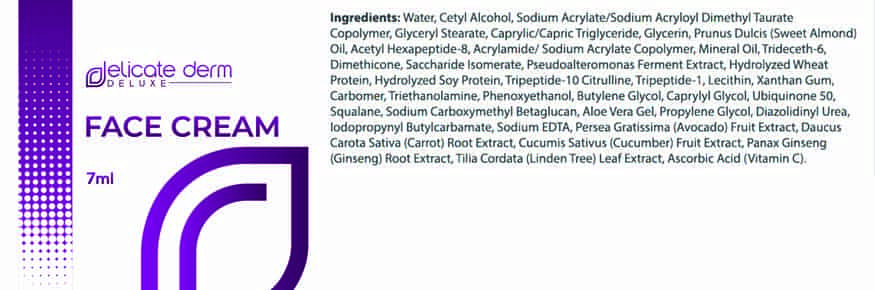 delicate derm
DELUXE
FACE CREAM
7ml
Ingredients: Water, Cetyl Alcohol, Sodium Acrylate/Sodium Acryloyl Dimethyl Taurate
Copolymer, Glyceryl Stearate, Caprylic/Capric Triglyceride, Glycerin, Prunus Dulcis (Sweet Almond)
Oil, Acetyl Hexapeptide-8, Acrylamide/ Sodium Acrylate Copolymer, Mineral Oil, Trideceth-6,
Dimethicone, Saccharide Isomerate, Pseudoalteromonas Ferment Extract, Hydrolyzed Wheat
Protein, Hydrolyzed Soy Protein, Tripeptide-10 Citrulline, Tripeptide-1, Lecithin, Xanthan Gum,
Carbomer, Triethanolamine, Phenoxyethanol, Butylene Glycol, Caprylyl Glycol, Ubiquinone 50,
Squalane, Sodium Carboxymethyl Betaglucan, Aloe Vera Gel, Propylene Glycol, Diazolidinyl Urea,
Iodopropynyl Butylcarbamate, Sodium EDTA, Persea Gratissima (Avocado) Fruit Extract, Daucus
Carota Sativa (Carrot) Root Extract, Cucumis Sativus (Cucumber) Fruit Extract, Panax Ginseng
(Ginseng) Root Extract, Tilia Cordata (Linden Tree) Leaf Extract, Ascorbic Acid (Vitamin C).